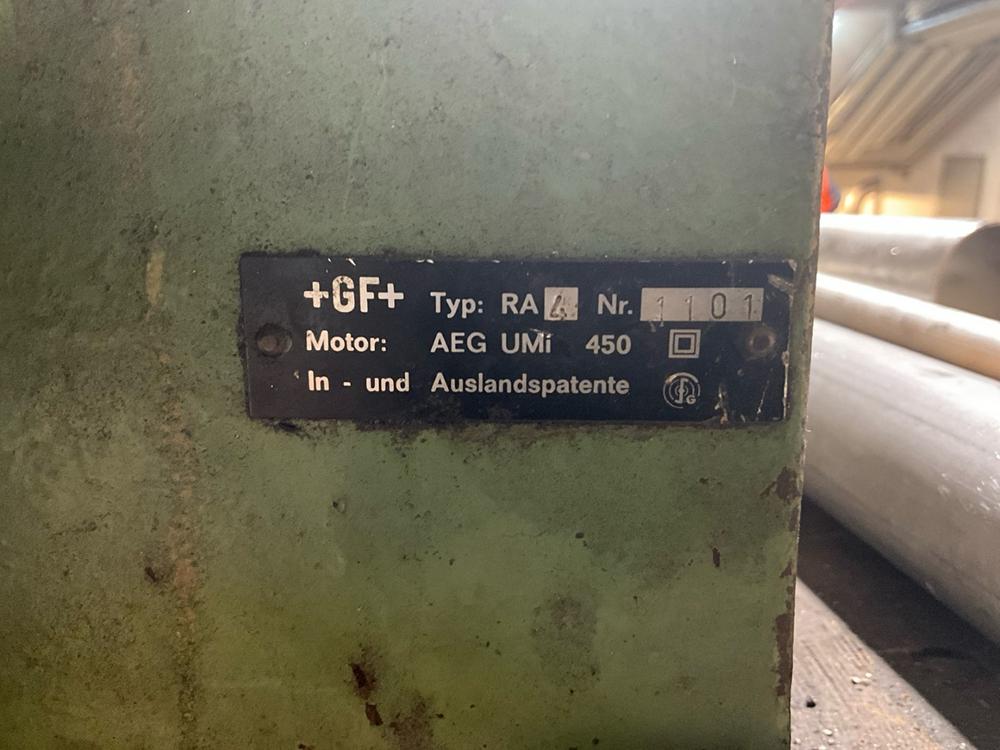 +GF+ Typ: RA 4 Nr. 1101
Motor: AEG UMi 450
In - und Auslandspatente